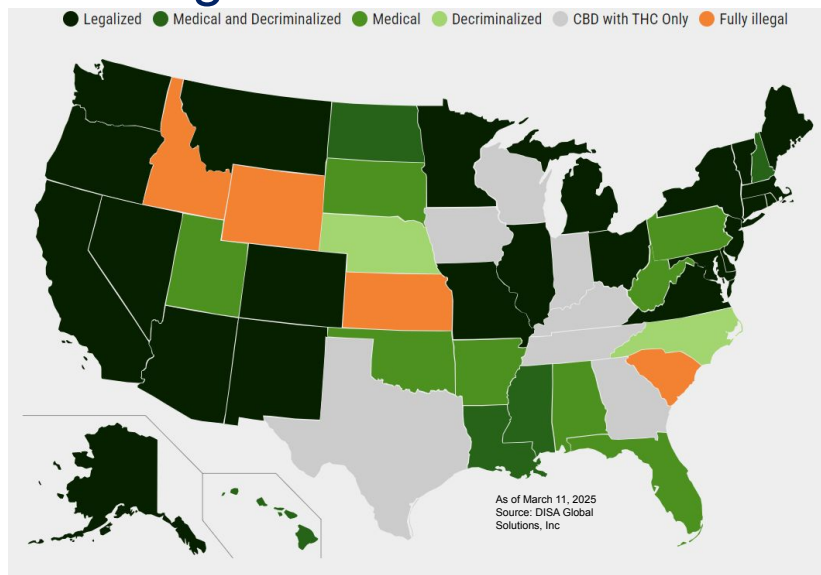 Legalized Medical and Decriminalized Medical Decriminalized CBD with THC Only Fully illegal
As of March 11, 2025
Source: DISA Global
Solutions, Inc